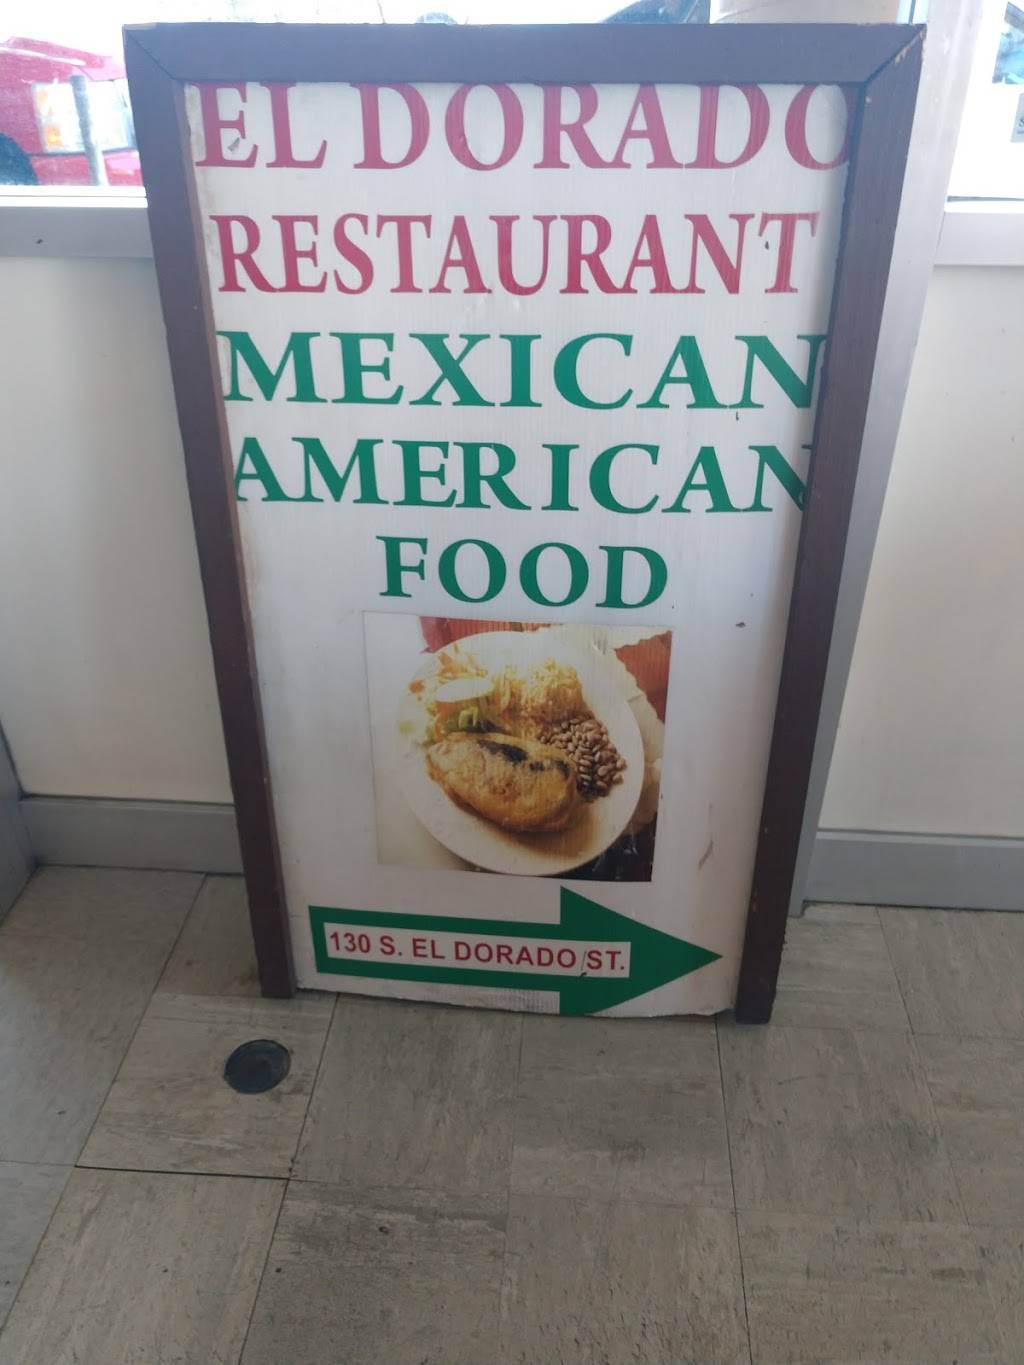 EL DORADO
RESTAURANT
MEXICAN
AMERICAN
FOOD
130 S. EL DORADO ST.